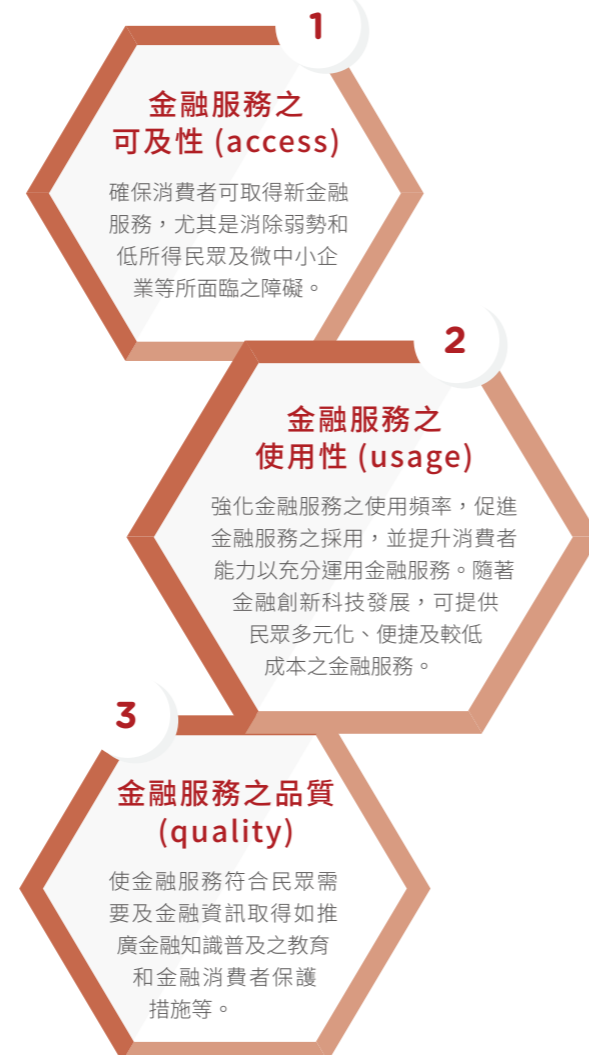 1
金融服務之
可及性 (access)
確保消費者可取得新金融
服務，尤其是消除弱勢和
低所得民眾及微中小企
業等所面臨之障礙。
2
金融服務之
使用性 (usage)
強化金融服務之使用頻率，促進
金融服務之採用，並提升消費者
能力以充分運用金融服務。隨著
金融創新科技發展，可提供
民眾多元化、便捷及較低
成本之金融服務。
3
金融服務之品質
(quality)
使金融服務符合民眾需
要及金融資訊取得如推
廣金融知識普及之教育
和金融消費者保護
措施等。